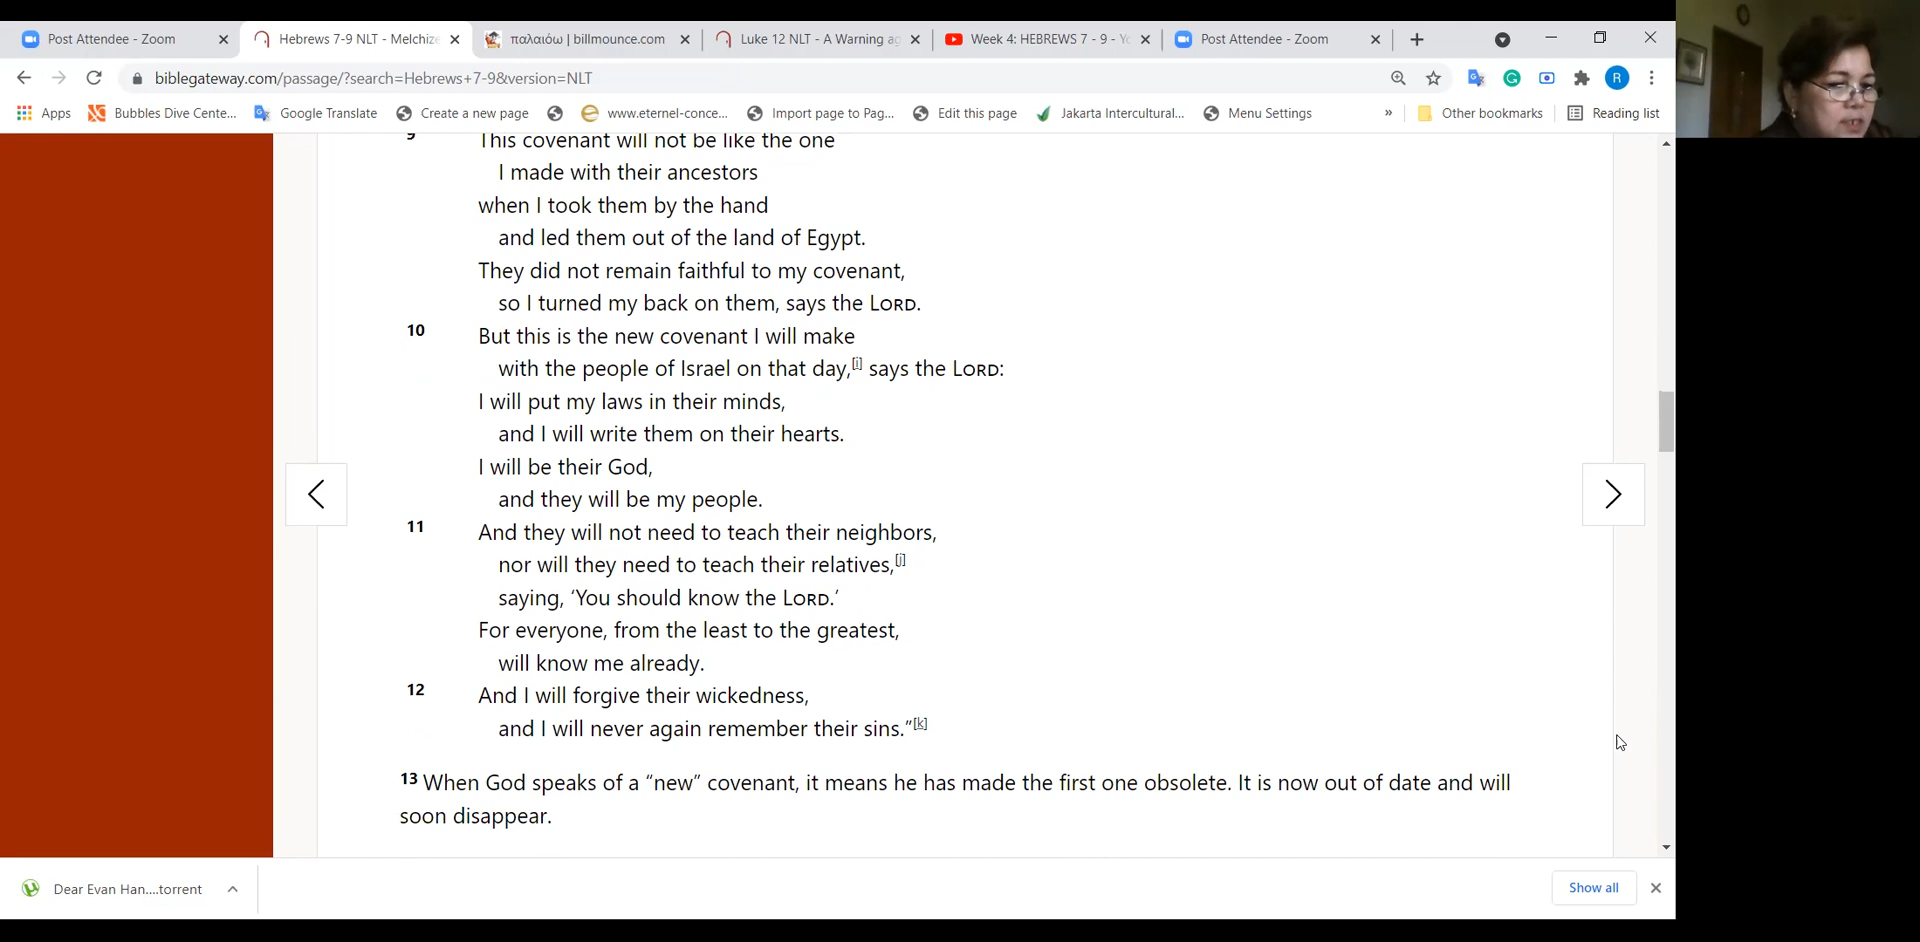 Post Attendee - Zoom
Hebrews 7-9 NLT - Melchize
παλαιόω | billmounce.com
Luke 12 NLT - A Warning ag
Week 4: HEBREWS 7 - 9 - Yo
Post Attendee - Zoom
biblegateway.com/passage/?search=Hebrews+7-9&version=NLT
R
Apps
Bubbles Dive Cente...
Google Translate
Create a new page
www.eternel-conce...
Import page to Pag...
Edit this page
Jakarta Intercultural...
Menu Settings
»
Other bookmarks
Reading list
9 This covenant will not be like the one
I made with their ancestors
when I took them by the hand
and led them out of the land of Egypt.
They did not remain faithful to my covenant,
so I turned my back on them, says the LORD.
10 But this is the new covenant I will make
with the people of Israel on that day,[i] says the LORD:
I will put my laws in their minds,
and I will write them on their hearts.
I will be their God,
and they will be my people.
11 And they will not need to teach their neighbors,
nor will they need to teach their relatives,[j]
saying, ‘You should know the LORD.’
For everyone, from the least to the greatest,
will know me already.
12 And I will forgive their wickedness,
and I will never again remember their sins.”[k]
13 When God speaks of a “new” covenant, it means he has made the first one obsolete. It is now out of date and will
soon disappear.
Dear Evan Han....torrent
Show all